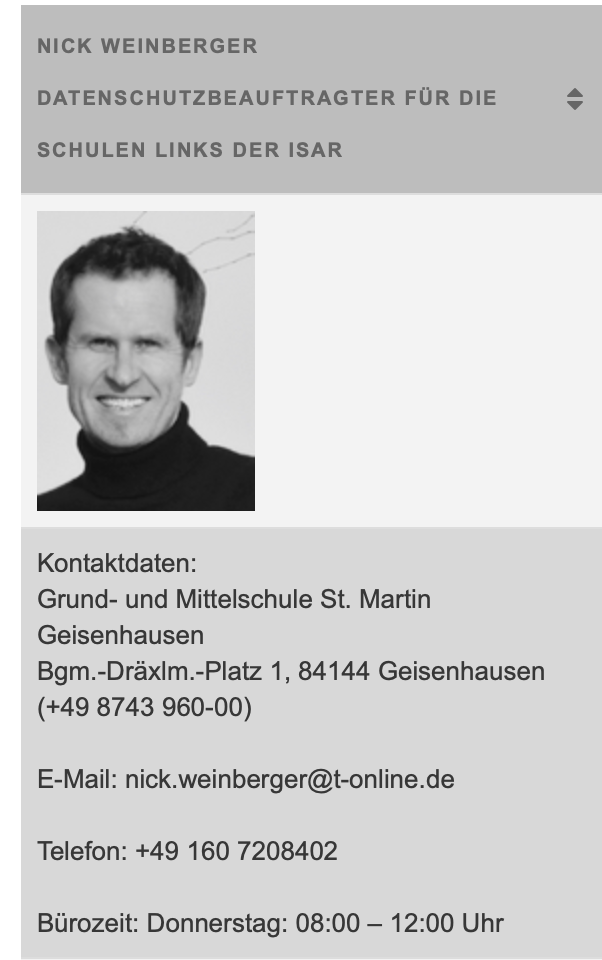 NICK WEINBERGER
DATENSCHUTZBEAUFTRAGTER FÜR DIE
SCHULEN LINKS DER ISAR
Kontaktdaten:
Grund- und Mittelschule St. Martin
Geisenhausen
Bgm.-Dräxlm.-Platz 1, 84144 Geisenhausen
(+49 8743 960-00)
E-Mail: nick.weinberger@t-online.de
Telefon: +49 160 7208402
Bürozeit: Donnerstag: 08:00 – 12:00 Uhr